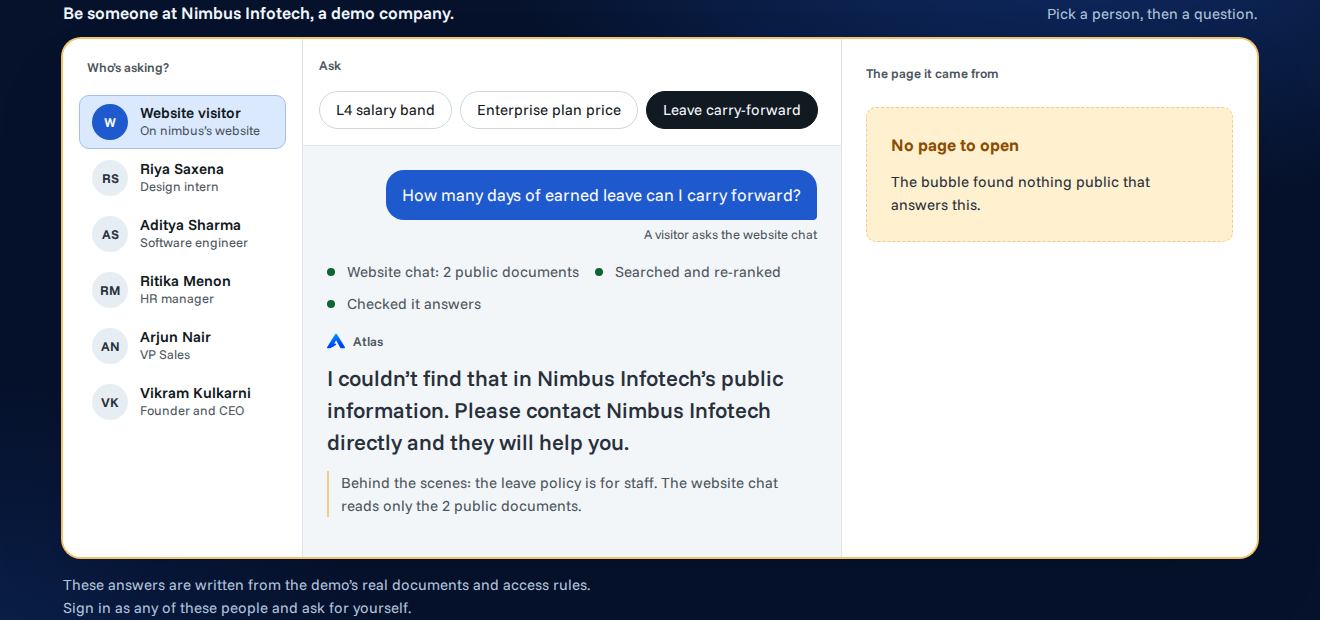 Be someone at Nimbus Infotech, a demo company.
Pick a person, then a question.
Who's asking?
W
Website visitor
On nimbus's website
RS
Riya Saxena
Design intern
AS
Aditya Sharma
Software engineer
RM
Ritika Menon
HR manager
AN
Arjun Nair
VP Sales
VK
Vikram Kulkarni
Founder and CEO
Ask
L4 salary band
Enterprise plan price
Leave carry-forward
How many days of earned leave can I carry forward?
A visitor asks the website chat
Website chat: 2 public documents
Searched and re-ranked
Checked it answers
Atlas
I couldn’t find that in Nimbus Infotech’s public
information. Please contact Nimbus Infotech
directly and they will help you.
Behind the scenes: the leave policy is for staff. The website chat
reads only the 2 public documents.
The page it came from
No page to open
The bubble found nothing public that
answers this.
These answers are written from the demo’s real documents and access rules.
Sign in as any of these people and ask for yourself.